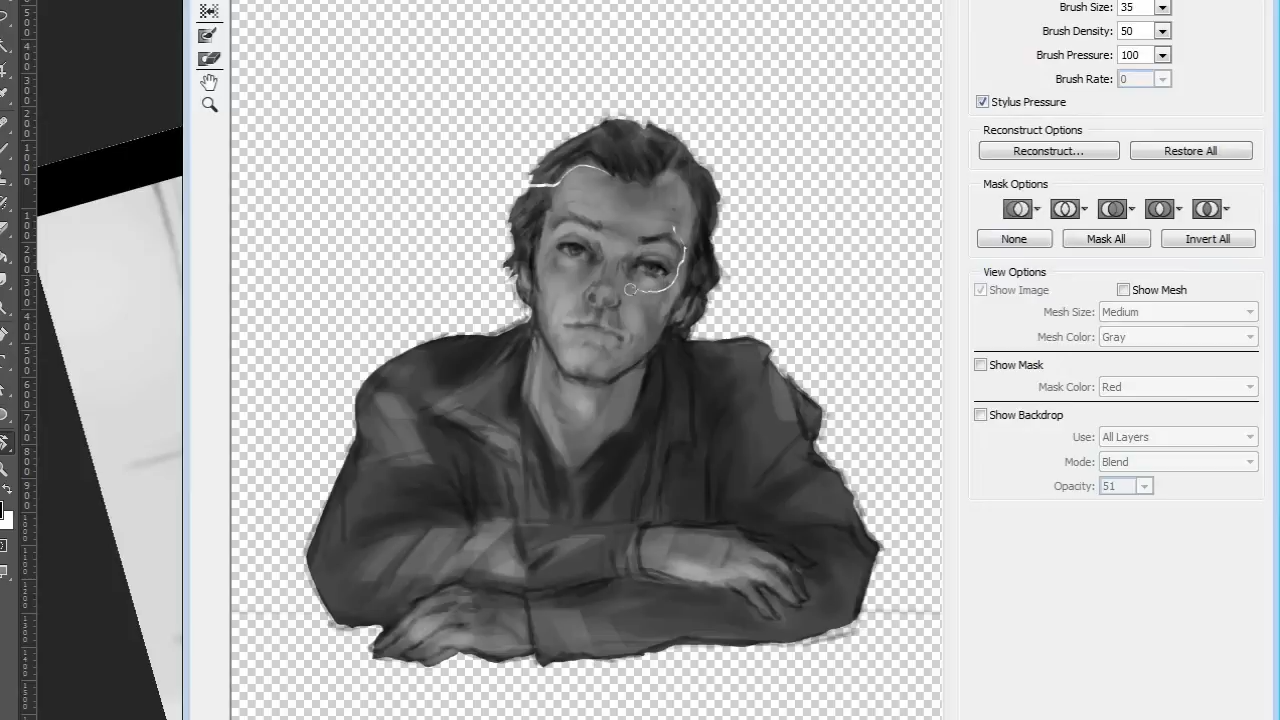 Brush Size: 35
Brush Density: 50
Brush Pressure: 100
Brush Rate: 0
Stylus Pressure
Reconstruct Options
Reconstruct... Restore All
Mask Options
None Mask All Invert All
View Options
Show Image Show Mesh
Mesh Size: Medium
Mesh Color: Gray
Show Mask
Mask Color: Red
Show Backdrop
Use: All Layers
Mode: Blend
Opacity: 51